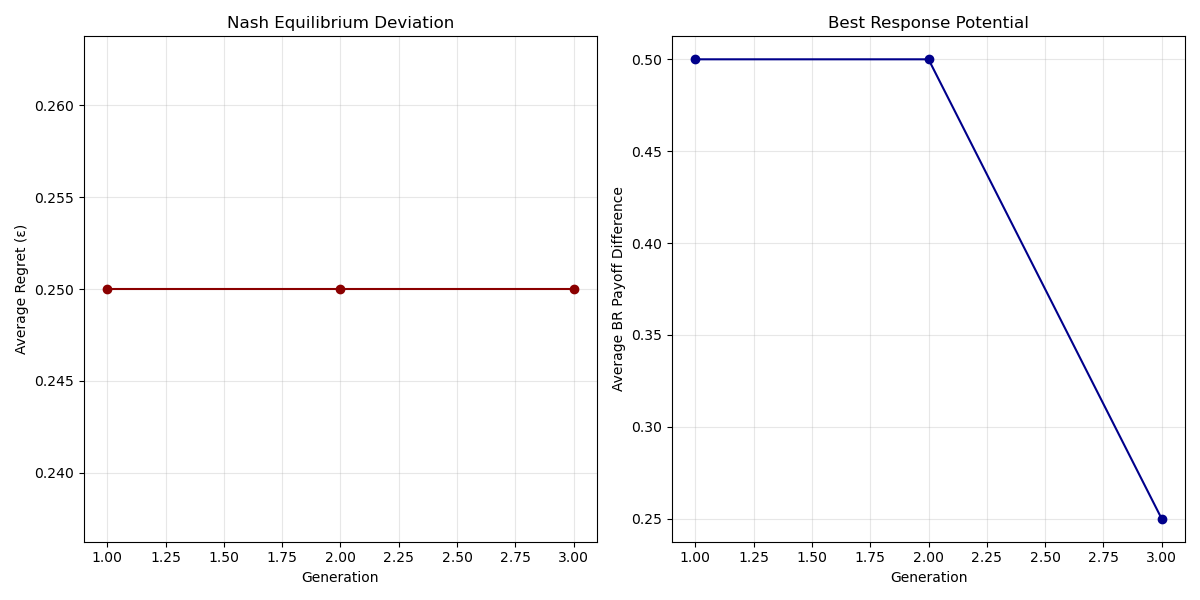 Nash Equilibrium Deviation
Average Regret (ε)
0.260
0.255
0.250
0.245
0.240
1.00 1.25 1.50 1.75 2.00 2.25 2.50 2.75 3.00
Generation
Best Response Potential
Average BR Payoff Difference
0.50
0.45
0.40
0.35
0.30
0.25
1.00 1.25 1.50 1.75 2.00 2.25 2.50 2.75 3.00
Generation